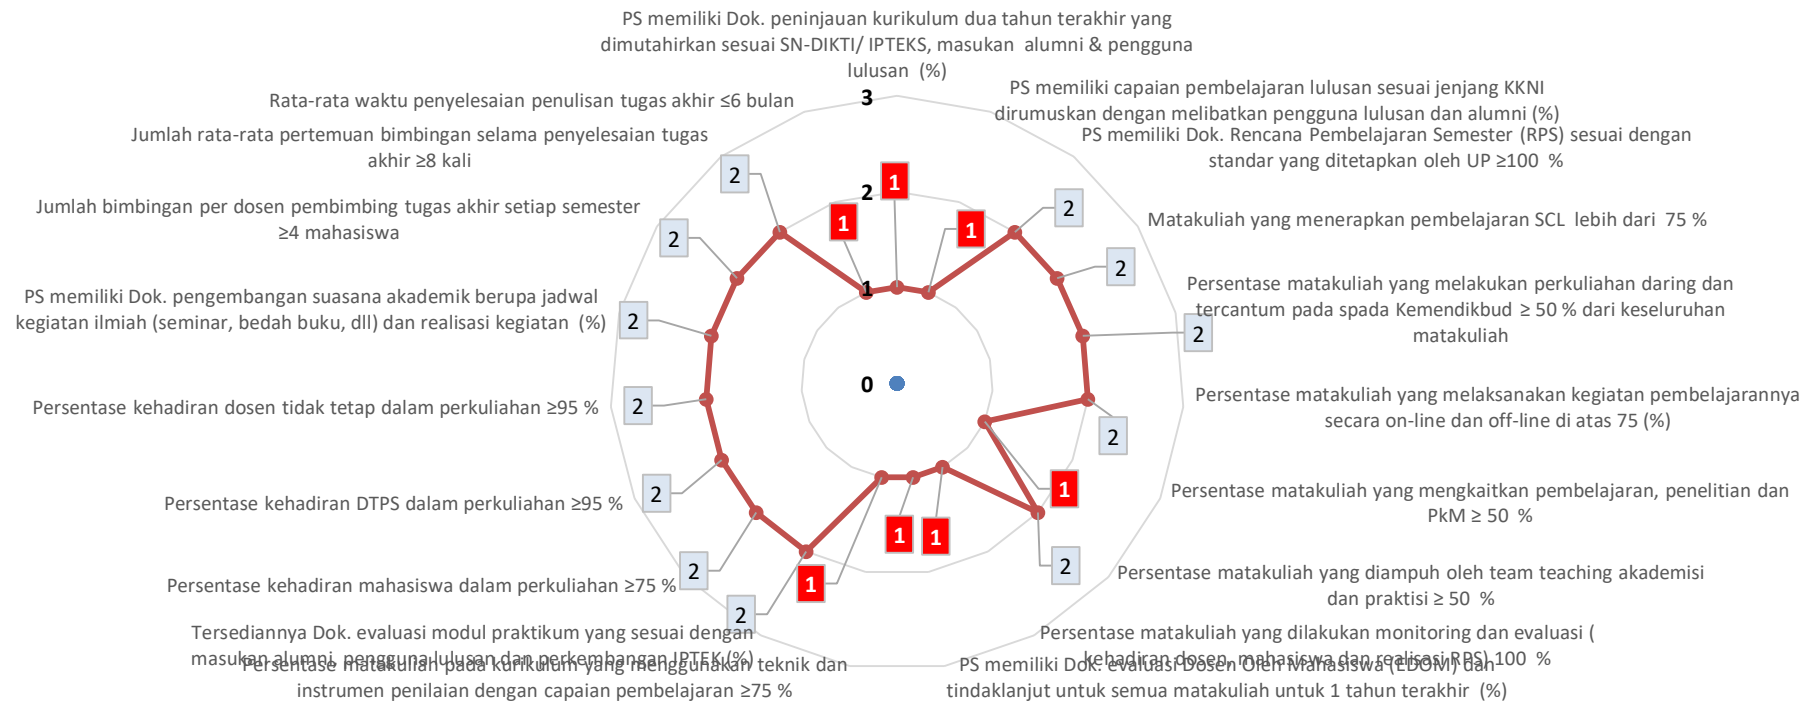 PS memiliki Dok. peninjauan kurikulum dua tahun terakhir yang
dimutahirkan sesuai SN-DIKTI/ IPTEKS, masukan alumni & pengguna
lulusan (%)
PS memiliki capaian pembelajaran lulusan sesuai jenjang KKNI
dirumuskan dengan melibatkan pengguna lulusan dan alumni (%)
PS memiliki Dok. Rencana Pembelajaran Semester (RPS) sesuai dengan
standar yang ditetapkan oleh UP ≥100 %
Matakuliah yang menerapkan pembelajaran SCL lebih dari 75 %
Persentase matakuliah yang melakukan perkuliahan daring dan
tercantum pada spada Kemendikbud ≥ 50 % dari keseluruhan
matakuliah
Persentase matakuliah yang melaksanakan kegiatan pembelajarannya
secara on-line dan off-line di atas 75 (%)
Persentase matakuliah yang mengkaitkan pembelajaran, penelitian dan
PkM ≥ 50 %
Persentase matakuliah yang diampuh oleh team teaching akademisi
dan praktisi ≥ 50 %
Persentase matakuliah yang dilakukan monitoring dan evaluasi (
kehadiran dosen, mahasiswa dan realisasi RPS) 100 %
PS memiliki Dok. evaluasi Dosen Oleh Mahasiswa (EDOM) dan
tindaklanjut untuk semua matakuliah untuk 1 tahun terakhir (%)
Persentase matakuliah pada kurikulum yang menggunakan teknik dan
instrumen penilaian dengan capaian pembelajaran ≥75 %
Tersediannya Dok. evaluasi modul praktikum yang sesuai dengan
masukan alumni, pengguna lulusan dan perkembangan IPTEK (%)
Persentase kehadiran mahasiswa dalam perkuliahan ≥75 %
Persentase kehadiran DTPS dalam perkuliahan ≥95 %
Persentase kehadiran dosen tidak tetap dalam perkuliahan ≥95 %
PS memiliki Dok. pengembangan suasana akademik berupa jadwal
kegiatan ilmiah (seminar, bedah buku, dll) dan realisasi kegiatan (%)
Jumlah bimbingan per dosen pembimbing tugas akhir setiap semester
≥4 mahasiswa
Jumlah rata-rata pertemuan bimbingan selama penyelesaian tugas
akhir ≥8 kali
Rata-rata waktu penyelesaian penulisan tugas akhir ≤6 bulan
3
2
1
0
1
1
2
2
2
2
1
2
1
1
1
2
2
2
2
2
2
2
1